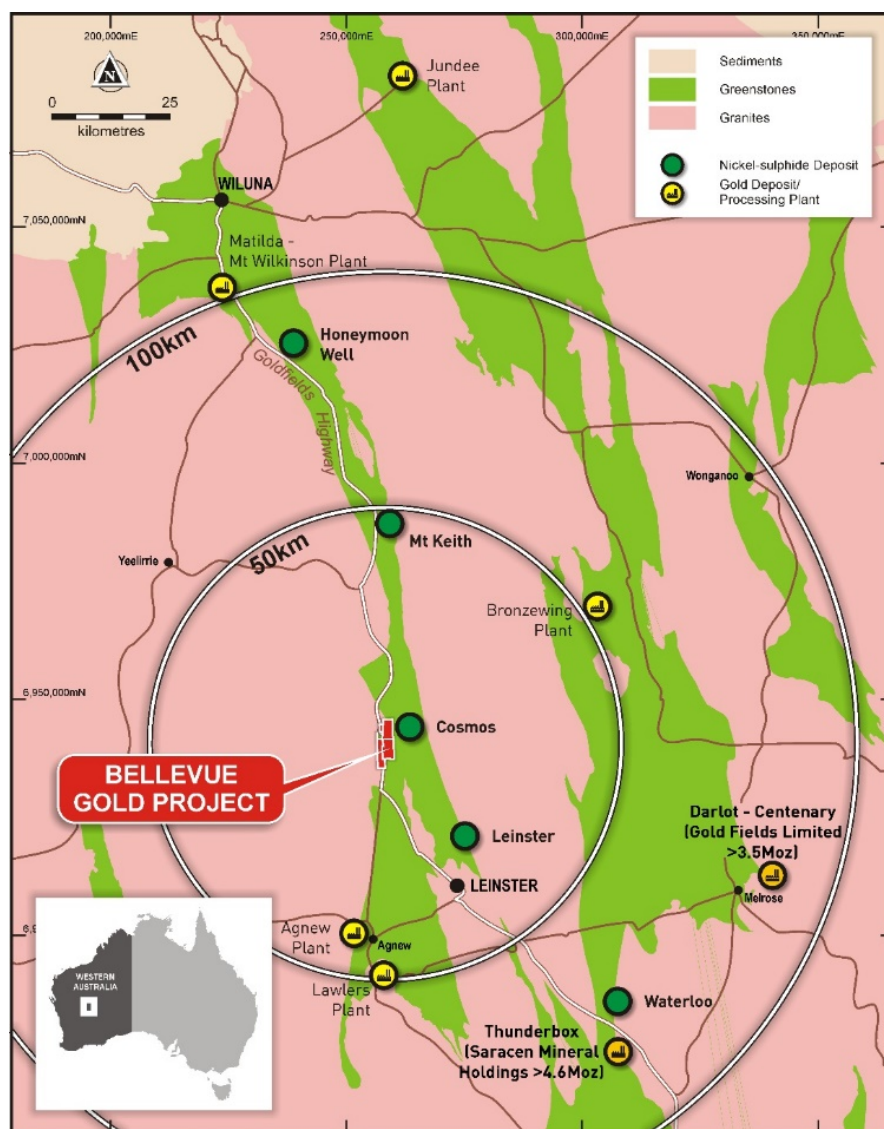 200,000mE
250,000mE
300,000mE
350,000mE
N
0 25
kilometres
Jundee
Plant
Sediments
Greenstones
Granites
Nickel-sulphide Deposit
Gold Deposit/
Processing Plant
WILUNA
7,050,000mN
Matilda -
Mt Wilkinson Plant
100km
Honeymoon
Well
Goldfields Highway
7,000,000mN
Wonganoo
50km
Mt Keith
Yeelirrie
Bronzewing
Plant
6,950,000mN
Cosmos
BELLEVUE
GOLD PROJECT
Darlot - Centenary
(Gold Fields Limited
>3.5Moz)
Leinster
LEINSTER
Melrose
Agnew
Plant
Agnew
Lawlers
Plant
WESTERN
AUSTRALIA
Waterloo
Thunderbox
(Saracen Mineral
Holdings >4.6Moz)